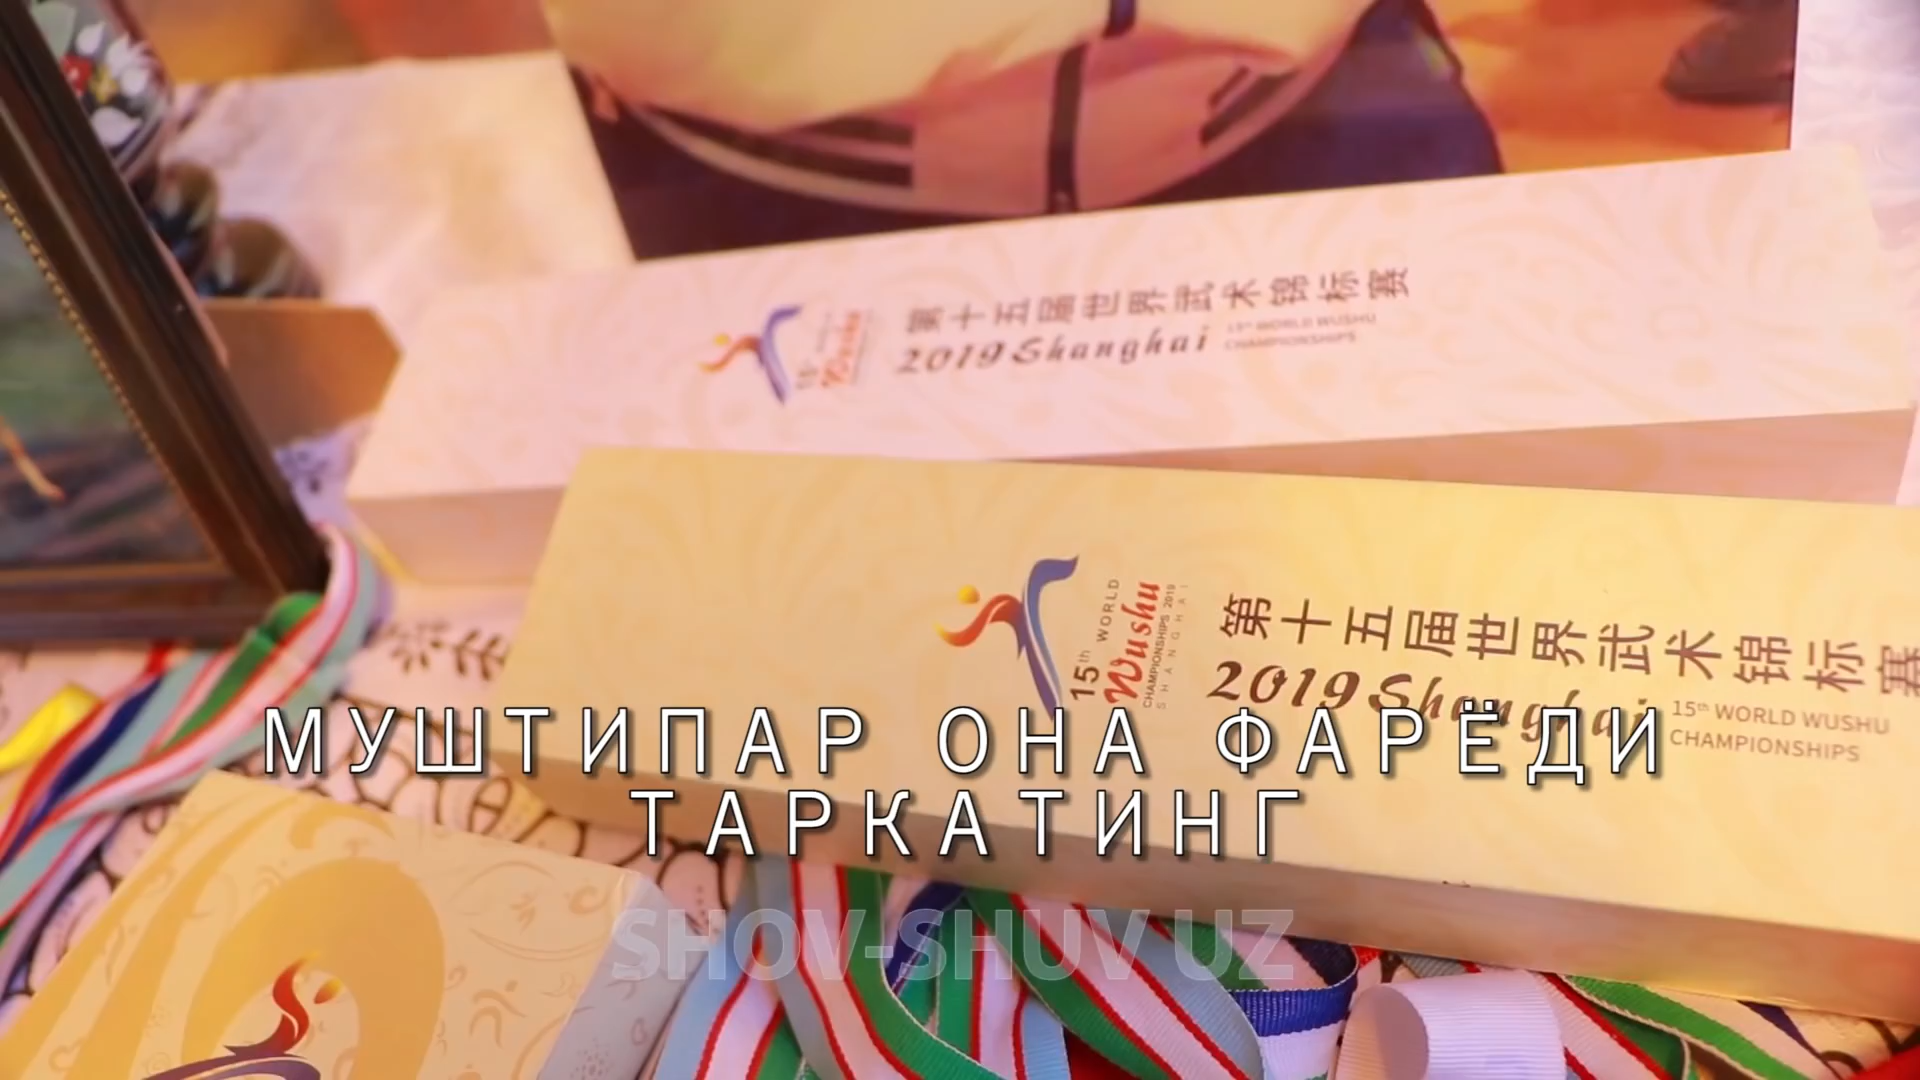 第十五届世界武术锦标赛
2019 Shanghai
15th WORLD WUSHU
CHAMPIONSHIPS
15th WORLD
Wushu
CHAMPIONSHIPS 2019
SHANGHAI
第十五届世界武术锦标赛
2019 Shanghai
15th WORLD WUSHU
CHAMPIONSHIPS
МУШТИПАР ОНА ФАРЁДИ
ТАРКАТИНГ
SHOV-SHUV UZ